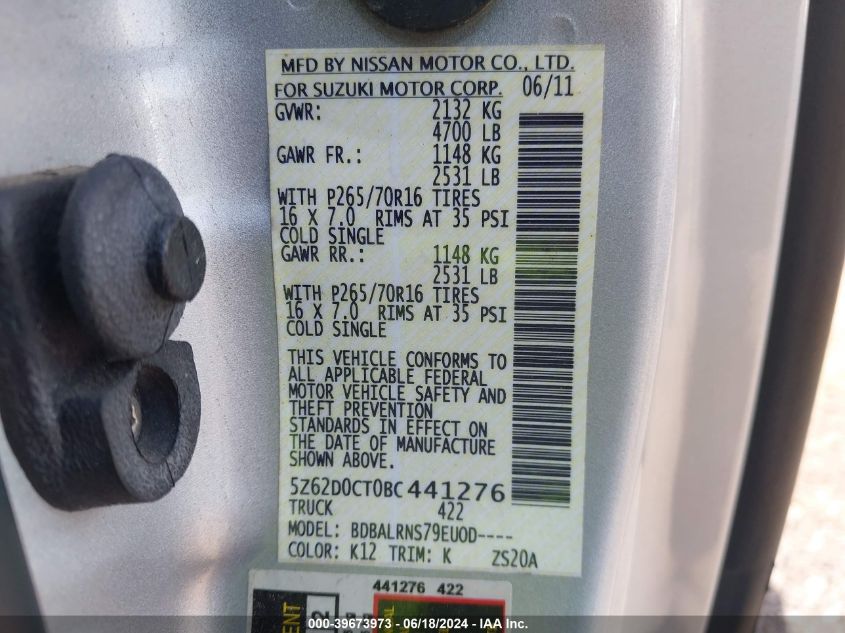 MFD BY NISSAN MOTOR CO., LTD.
FOR SUZUKI MOTOR CORP. 06/11
GVWR: 2132 KG
4700 LB
GAWR FR.: 1148 KG
2531 LB
WITH P265/70R16 TIRES
16 X 7.0 RIMS AT 35 PSI
COLD SINGLE
GAWR RR.: 1148 KG
2531 LB
WITH P265/70R16 TIRES
16 X 7.0 RIMS AT 35 PSI
COLD SINGLE
THIS VEHICLE CONFORMS TO
ALL APPLICABLE FEDERAL
MOTOR VEHICLE SAFETY AND
THEFT PREVENTION
STANDARDS IN EFFECT ON
THE DATE OF MANUFACTURE
SHOWN ABOVE.
5Z62D0CT0BC441276
TRUCK 422
MODEL: BDBALRNS79EUOD----
COLOR: K12 TRIM: K ZS20A
441276 422
000-39673973 - 06/18/2024 - IAA Inc.